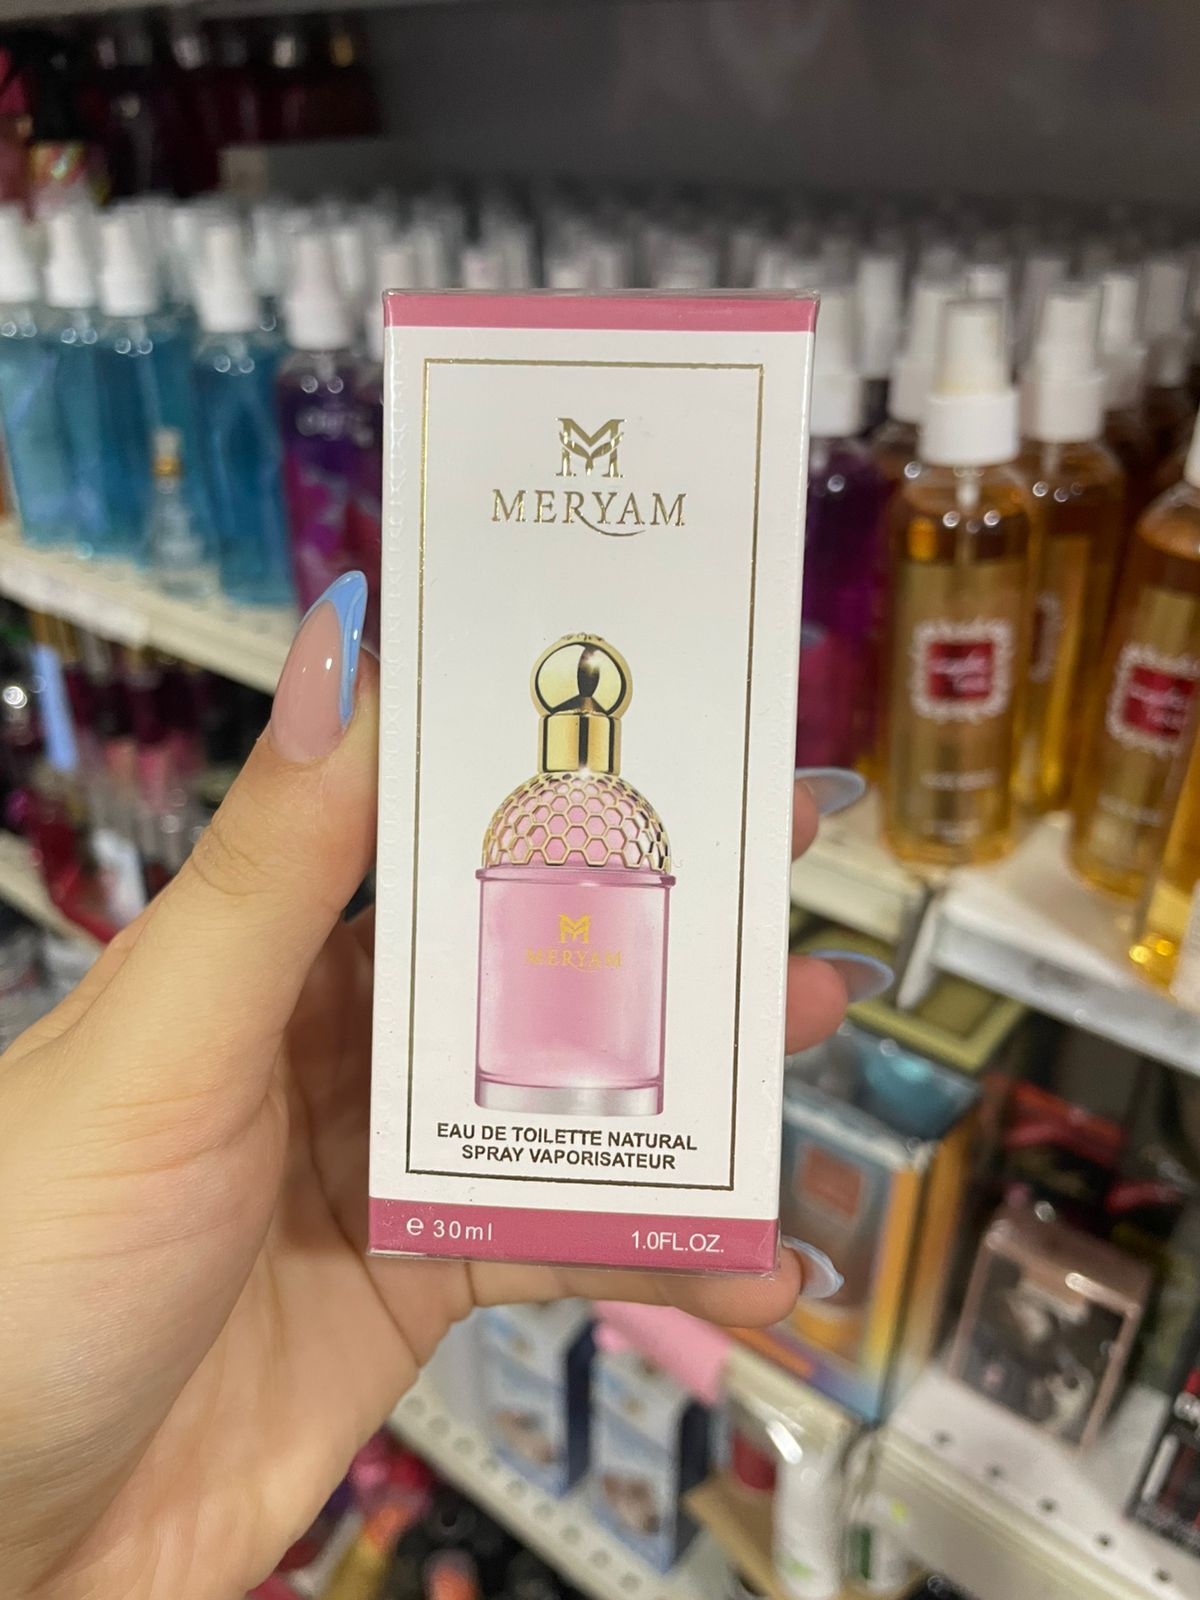 M
MERYAM
M
MERYAM
EAU DE TOILETTE NATURAL
SPRAY VAPORISATEUR
e 30ml
1.0FL.OZ.